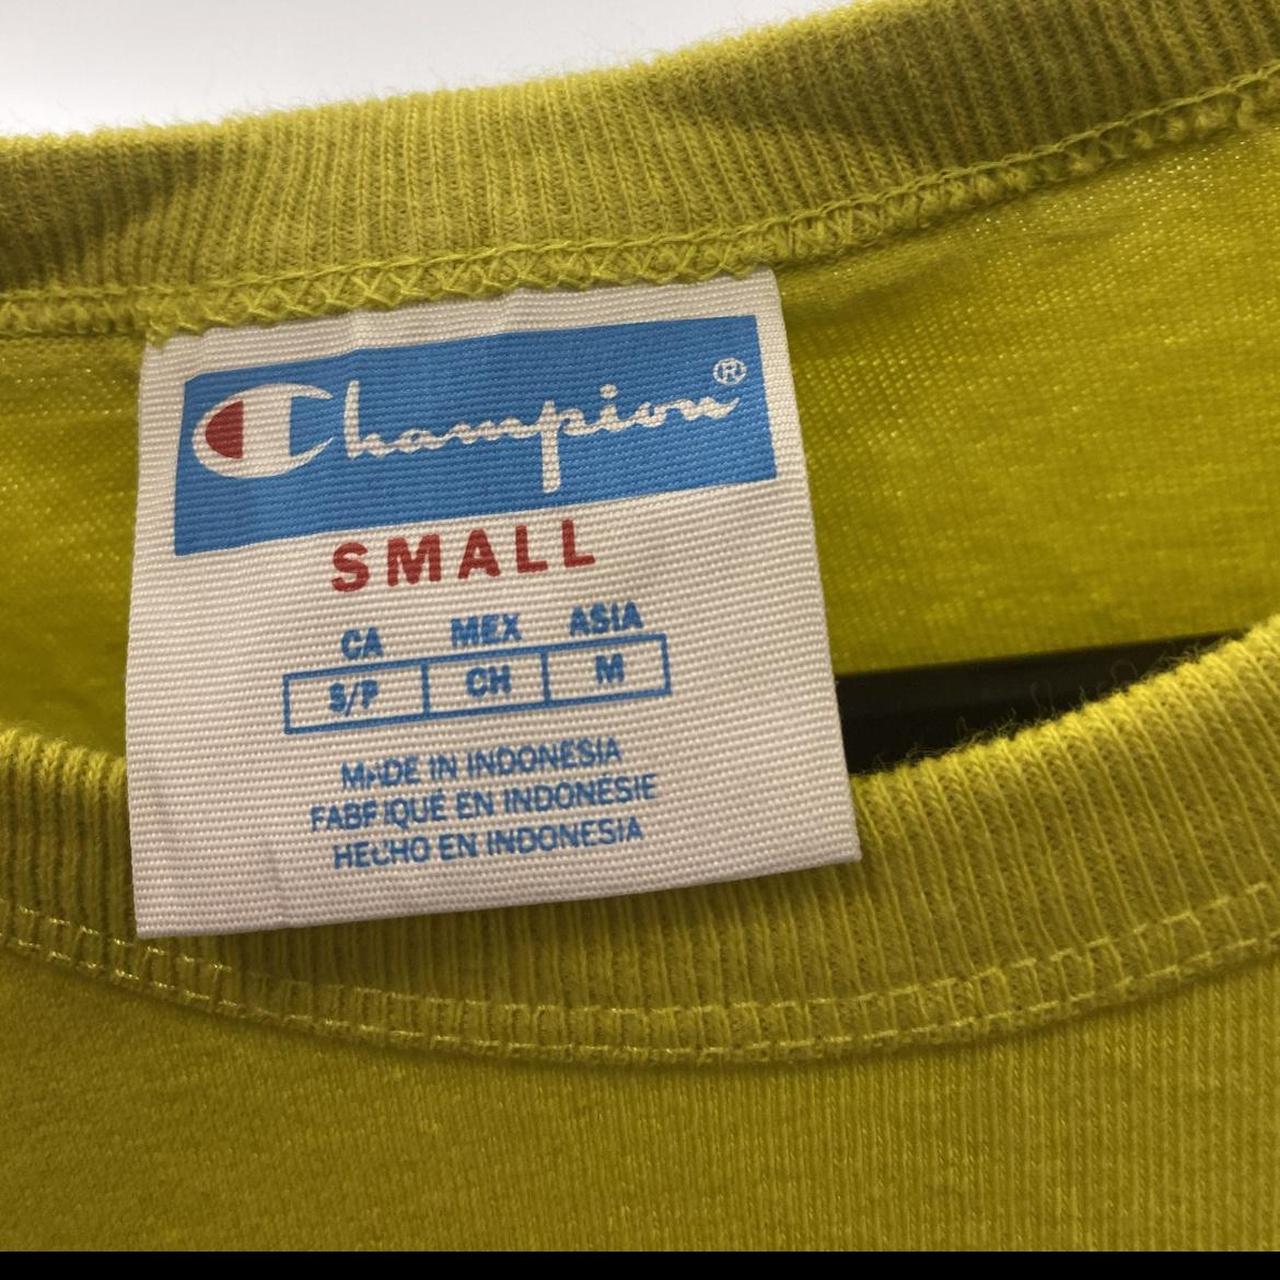 Champion®
SMALL
CA MEX ASIA
S/P CH M
MADE IN INDONESIA
FABRIQUÉ EN INDONÉSIE
HECHO EN INDONESIA